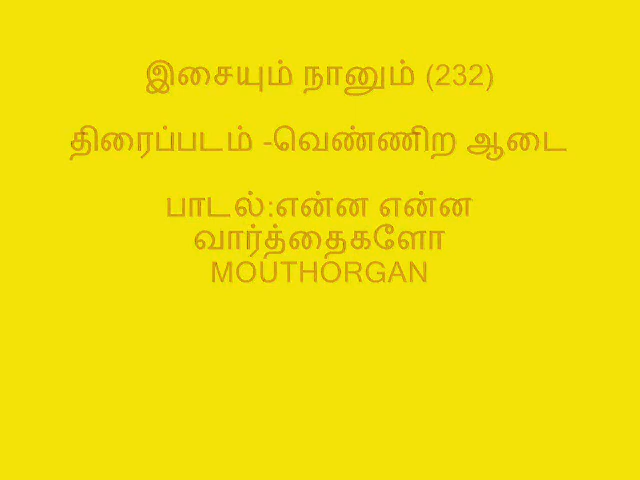 இசையும் நானும் (232)
திரைப்படம் -வெண்ணிற ஆடை
பாடல்:என்ன என்ன
வார்த்தைகளோ
MOUTHORGAN